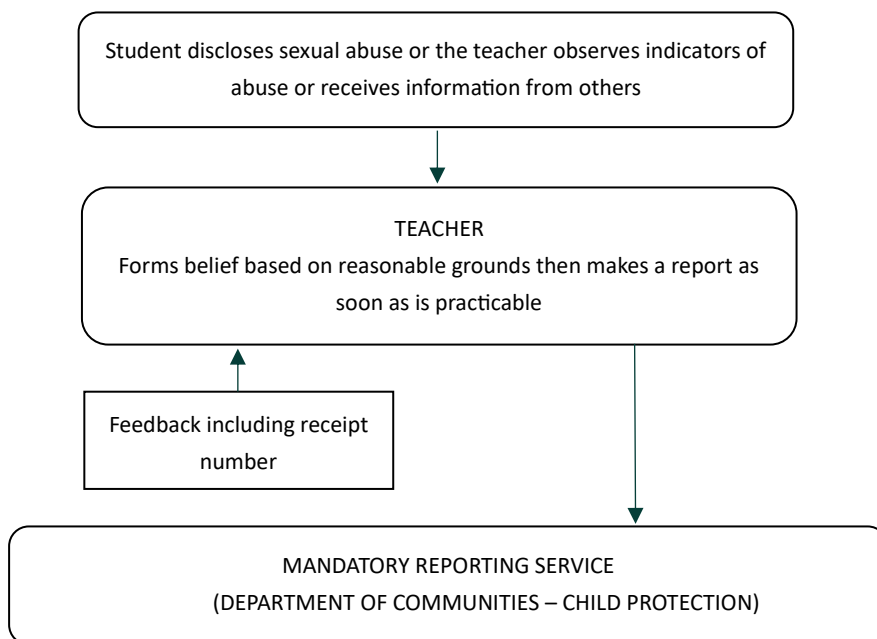 Student discloses sexual abuse or the teacher observes indicators of
abuse or receives information from others
TEACHER
Forms belief based on reasonable grounds then makes a report as
soon as is practicable
Feedback including receipt
number
MANDATORY REPORTING SERVICE
(DEPARTMENT OF COMMUNITIES – CHILD PROTECTION)